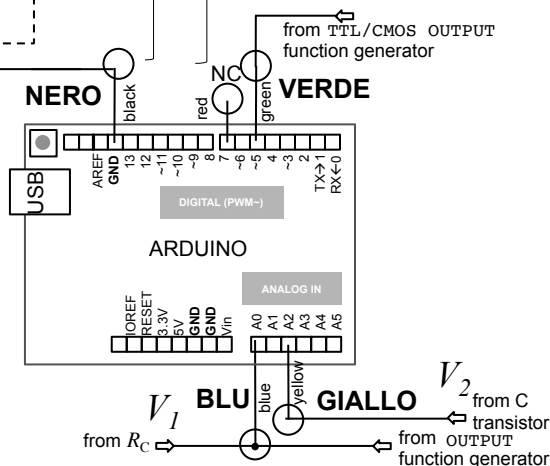 from TTL/CMOS OUTPUT
function generator
NC
NERO
VERDE
black
red
green
AREF
GND
13
12
~11
~10
~9
8
7
~6
~5
4
~3
2
TX→1
RX←0
USB
DIGITAL (PWM~)
ARDUINO
ANALOG IN
IOREF
RESET
3.3V
5V
GND
GND
Vin
A0
A1
A2
A3
A4
A5
BLU
blue
yellow
GIALLO
V1
V2
from C
transistor
from RC
from OUTPUT
function generator